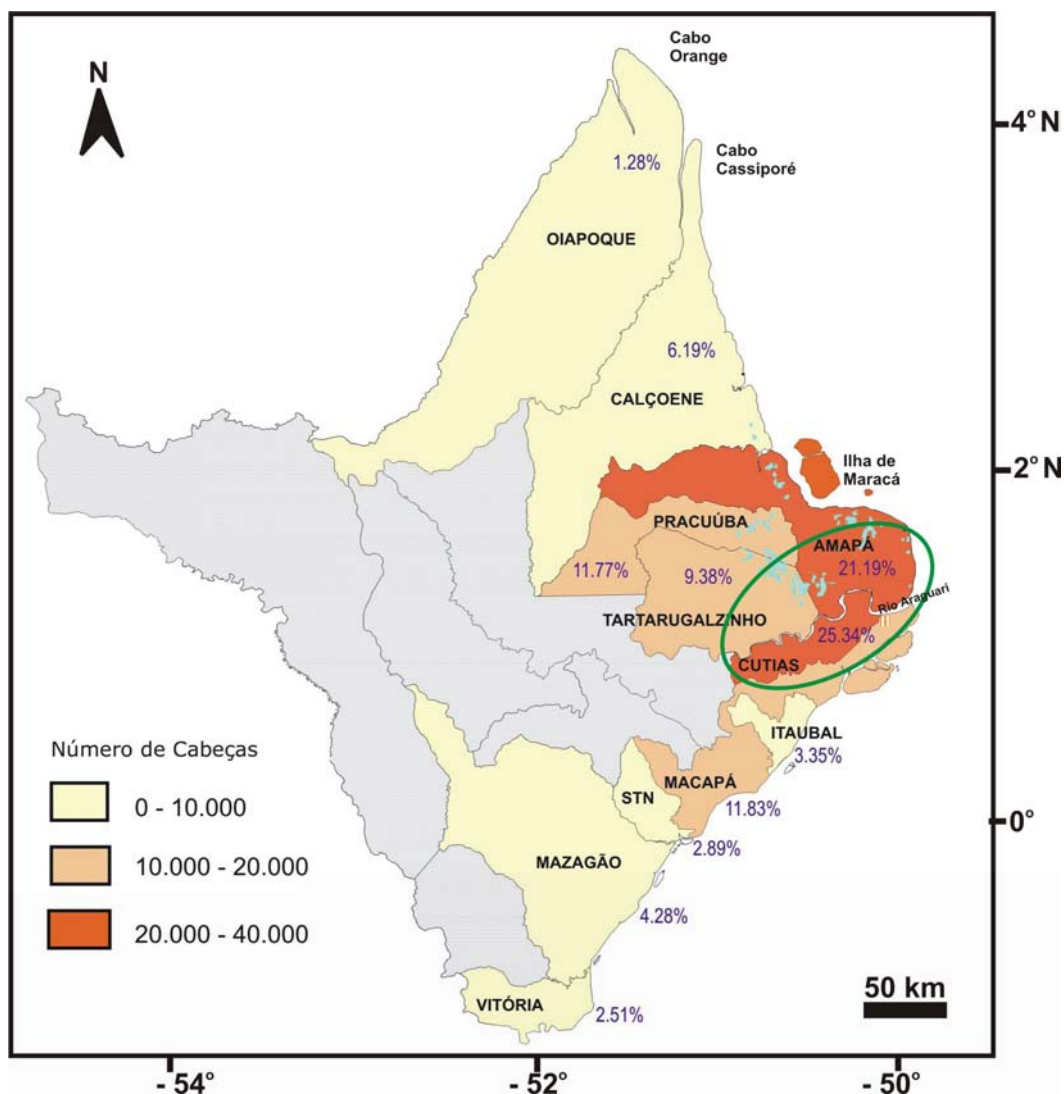 Cabo
Orange
N
4° N
Cabo
Cassiporé
1.28%
OIAPOQUE
6.19%
CALÇOENE
Ilha de
Maracá
2° N
PRACUÚBA
AMAPÁ
11.77%
9.38%
21.19%
Rio Araguari
TARTARUGALZINHO
25.34%
CUTIAS
ITAUBAL
3.35%
Número de Cabeças
0 - 10.000
10.000 - 20.000
20.000 - 40.000
MACAPÁ
STN
11.83%
0°
2.89%
MAZAGÃO
4.28%
50 km
VITÓRIA
2.51%
- 54°
- 52°
- 50°